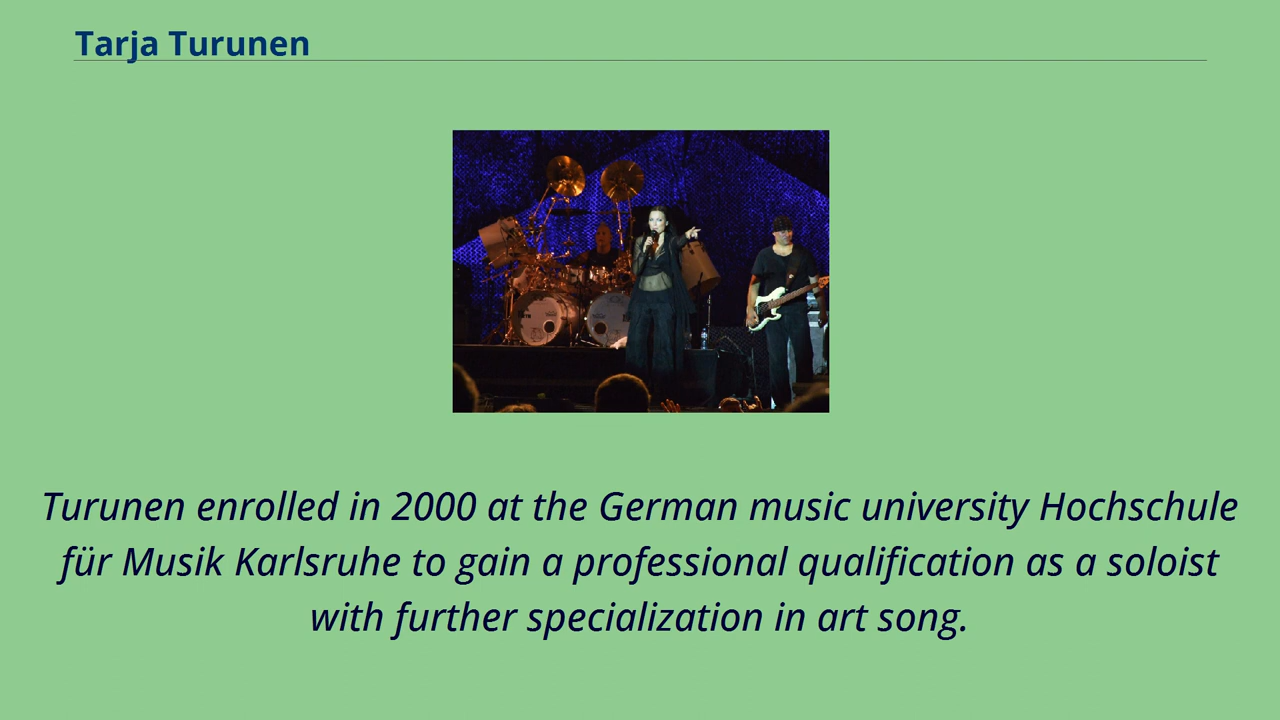 Tarja Turunen
Turunen enrolled in 2000 at the German music university Hochschule
für Musik Karlsruhe to gain a professional qualification as a soloist
with further specialization in art song.